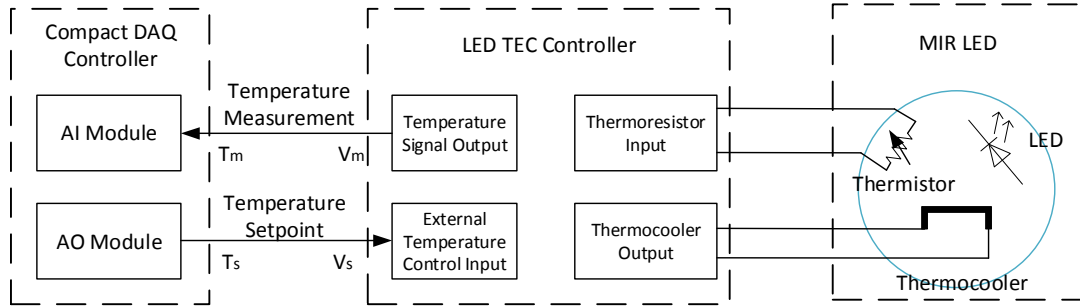 Compact DAQ
Controller
AI Module
AO Module
Temperature
Measurement
Tm
Vm
Temperature
Setpoint
Ts
Vs
LED TEC Controller
Temperature
Signal Output
External
Temperature
Control Input
Thermoresistor
Input
Thermocooler
Output
MIR LED
LED
Thermistor
Thermocooler